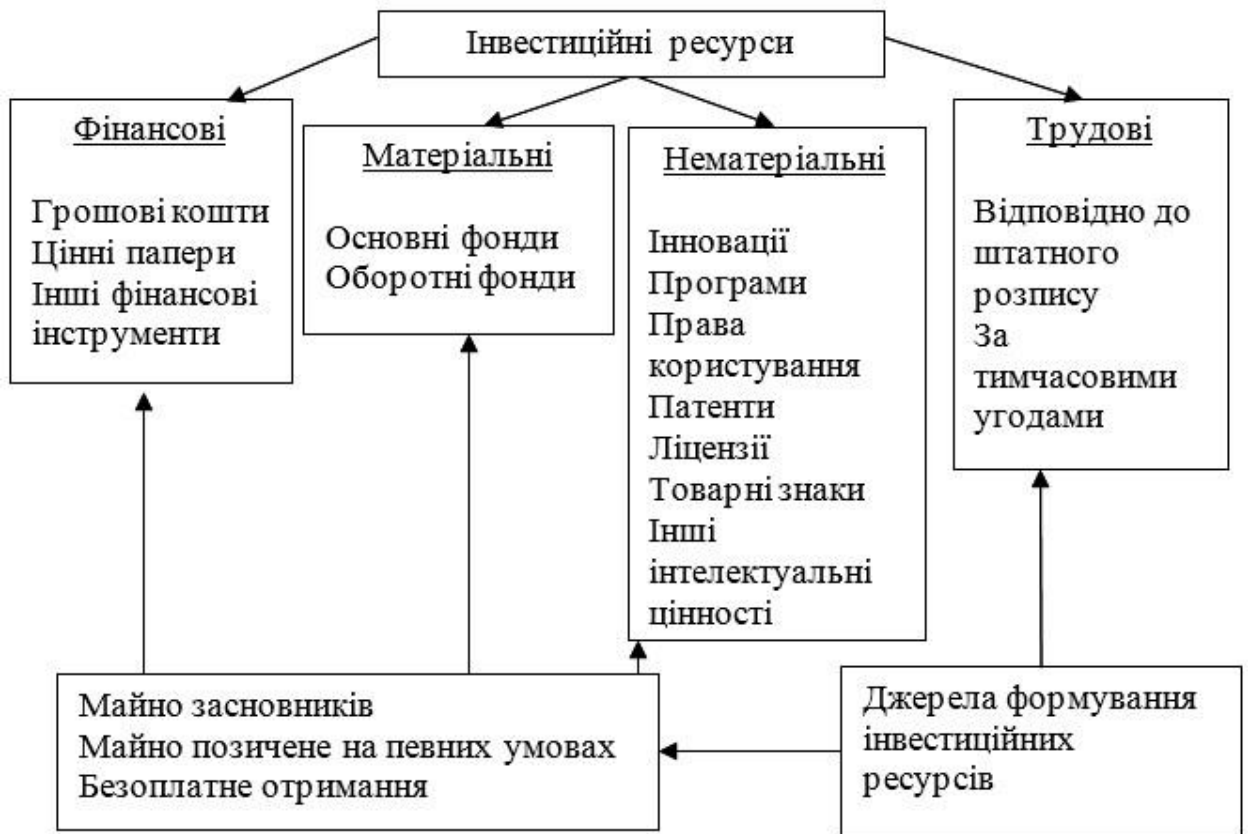 Інвестиційні ресурси
Фінансові
Грошові кошти
Цінні папери
Інші фінансові
інструменти
Матеріальні
Основні фонди
Оборотні фонди
Нематеріальні
Інновації
Програми
Права
користування
Патенти
Ліцензії
Товарні знаки
Інші
інтелектуальні
цінності
Трудові
Відповідно до
штатного
розпису
За
тимчасовими
угодами
Майно засновників
Майно позичене на певних умовах
Безоплатне отримання
Джерела формування
інвестиційних
ресурсів